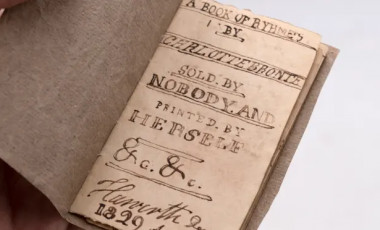 A BOOK OF RYHMES
BY
CHARLOTTE BRONTE
SOLD BY
NOBODY AND
PRINTED BY
HERSELF
&c. &c.
Haworth
1829